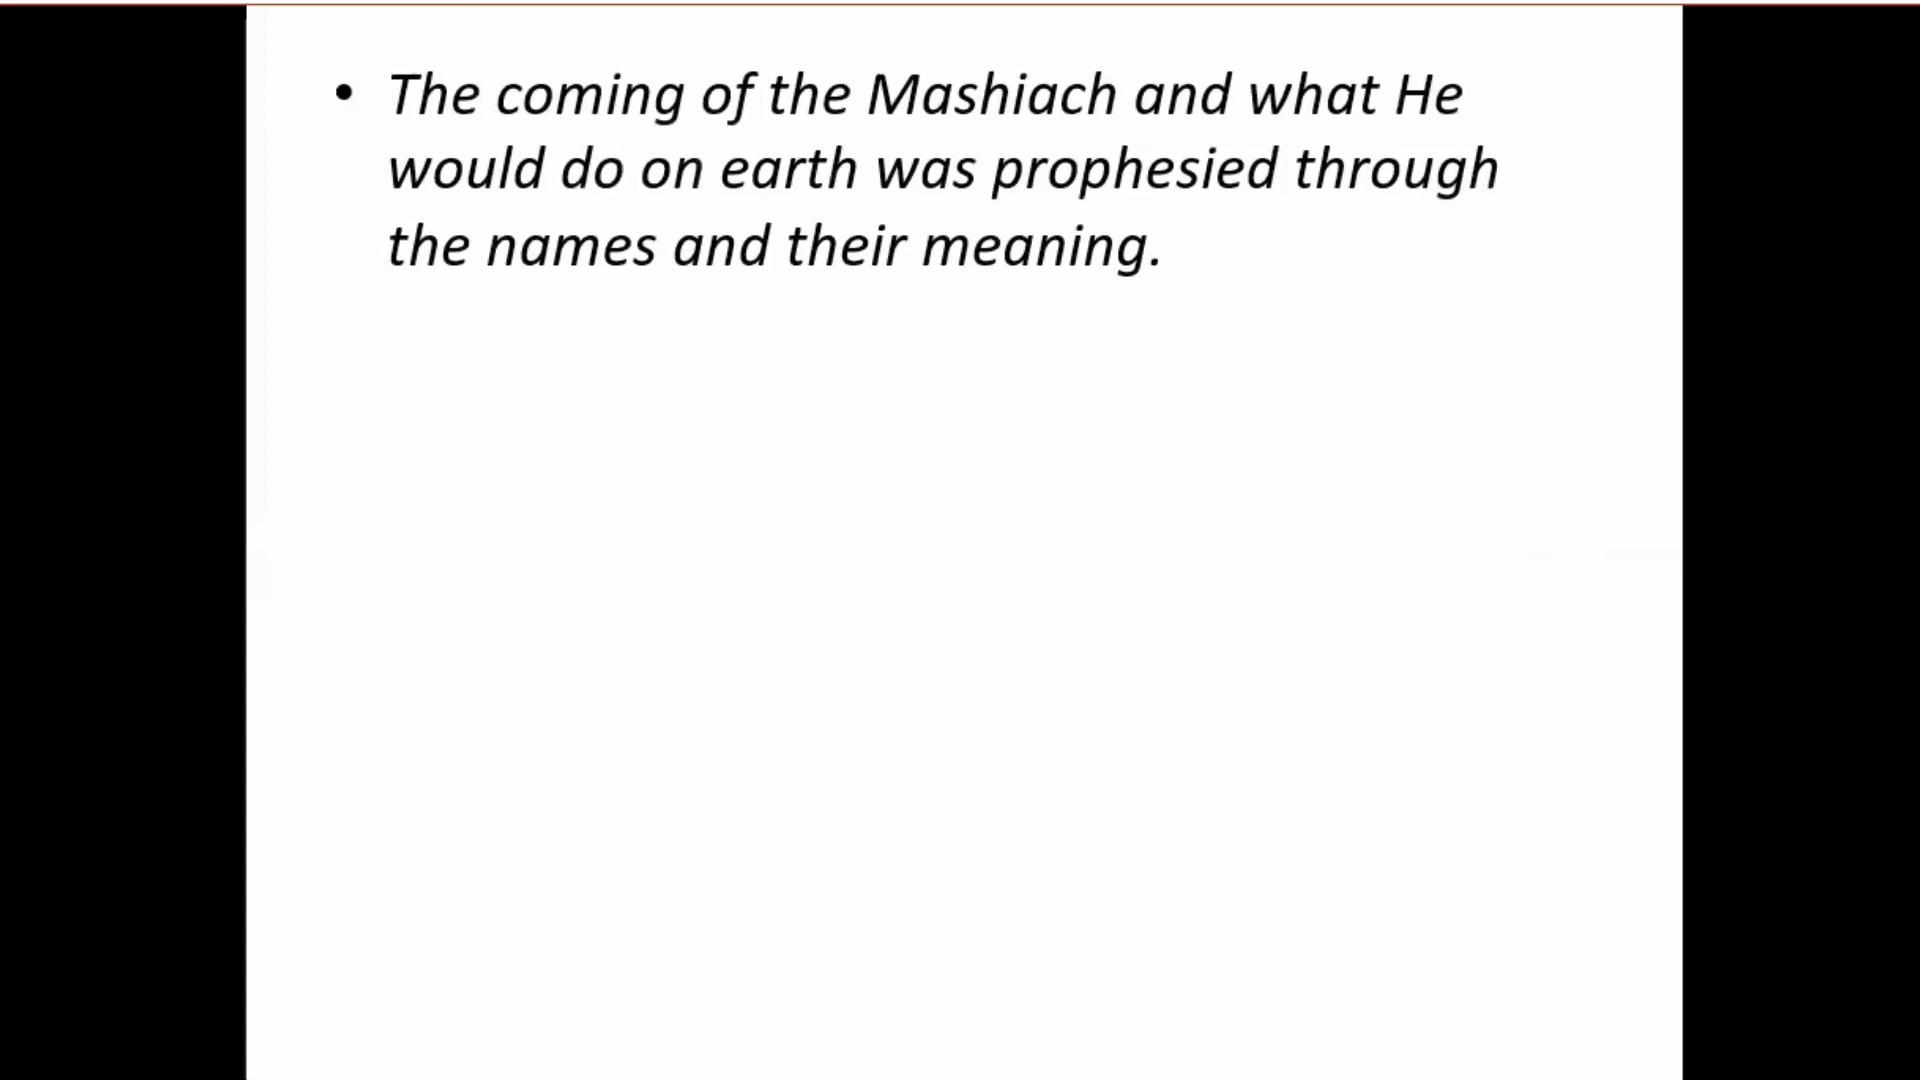 • The coming of the Mashiach and what He
would do on earth was prophesied through
the names and their meaning.